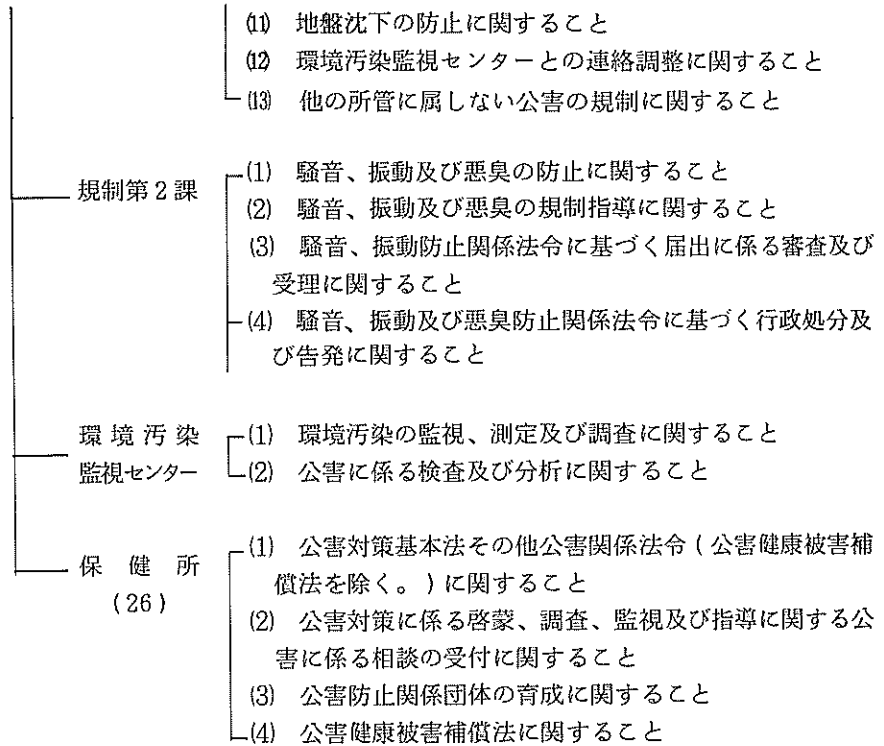 (11) 地盤沈下の防止に関すること
(12) 環境汚染監視センターとの連絡調整に関すること
(13) 他の所管に属しない公害の規制に関すること
規制第2課
(1) 騒音、振動及び悪臭の防止に関すること
(2) 騒音、振動及び悪臭の規制指導に関すること
(3) 騒音、振動防止関係法令に基づく届出に係る審査及び
受理に関すること
(4) 騒音、振動及び悪臭防止関係法令に基づく行政処分及
び告発に関すること
環境汚染
監視センター
(1) 環境汚染の監視、測定及び調査に関すること
(2) 公害に係る検査及び分析に関すること
保健所
(26)
(1) 公害対策基本法その他公害関係法令(公害健康被害補
償法を除く。)に関すること
(2) 公害対策に係る啓蒙、調査、監視及び指導に関する公
害に係る相談の受付に関すること
(3) 公害防止関係団体の育成に関すること
(4) 公害健康被害補償法に関すること